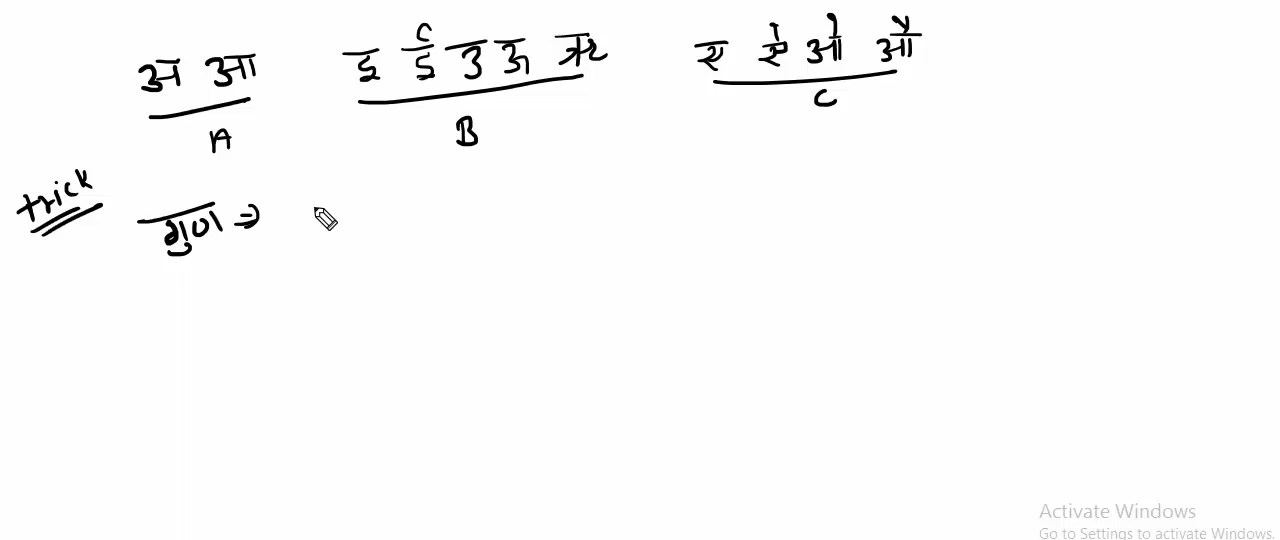 अ आ इ ई उ ऊ ऋ ए ऐ ओ औ
A B C
trick गुण ⇒
Activate Windows
Go to Settings to activate Windows.